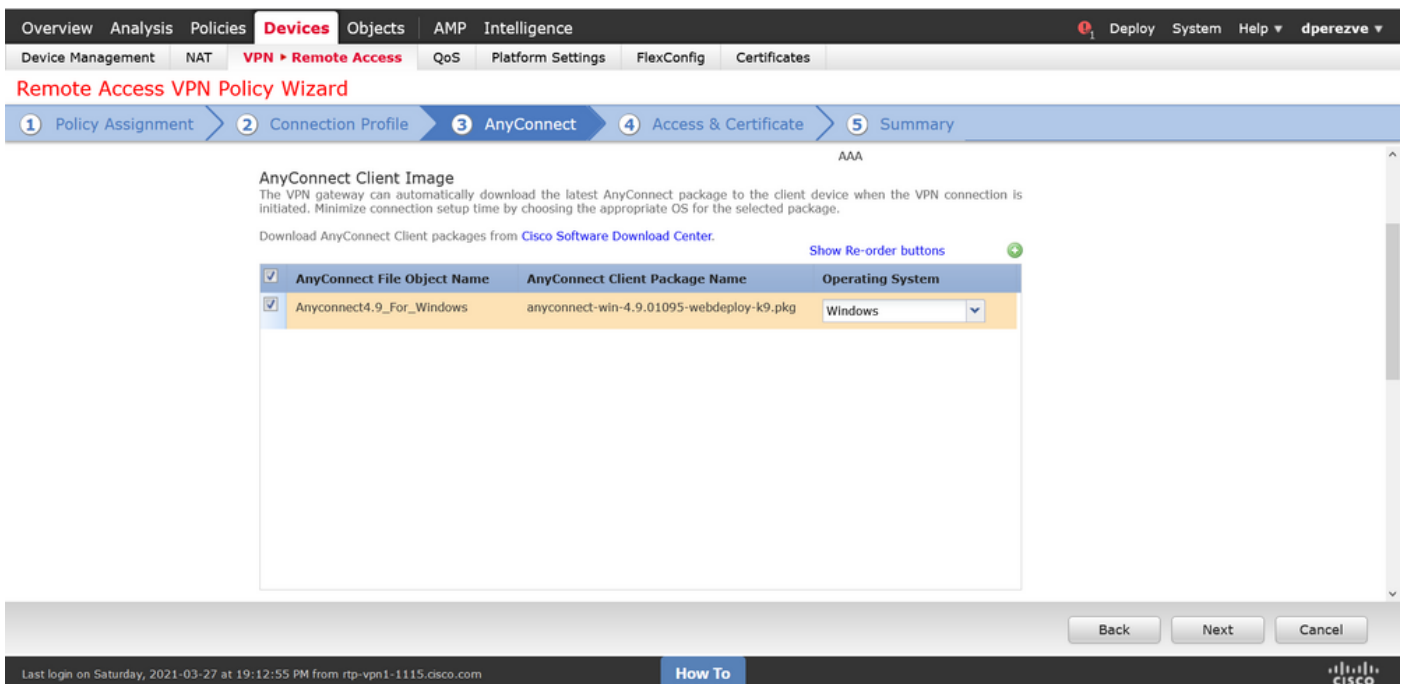 Overview Analysis Policies Devices Objects AMP Intelligence 1 Deploy System Help dperezve
Device Management NAT VPN ▸ Remote Access QoS Platform Settings FlexConfig Certificates
Remote Access VPN Policy Wizard
1 Policy Assignment 2 Connection Profile 3 AnyConnect 4 Access & Certificate 5 Summary
AAA
AnyConnect Client Image
The VPN gateway can automatically download the latest AnyConnect package to the client device when the VPN connection is
initiated. Minimize connection setup time by choosing the appropriate OS for the selected package.
Download AnyConnect Client packages from Cisco Software Download Center.
Show Re-order buttons
AnyConnect File Object Name AnyConnect Client Package Name Operating System
Anyconnect4.9_For_Windows anyconnect-win-4.9.01095-webdeploy-k9.pkg Windows
Back Next Cancel
Last login on Saturday, 2021-03-27 at 19:12:55 PM from rtp-vpn1-1115.cisco.com How To CISCO